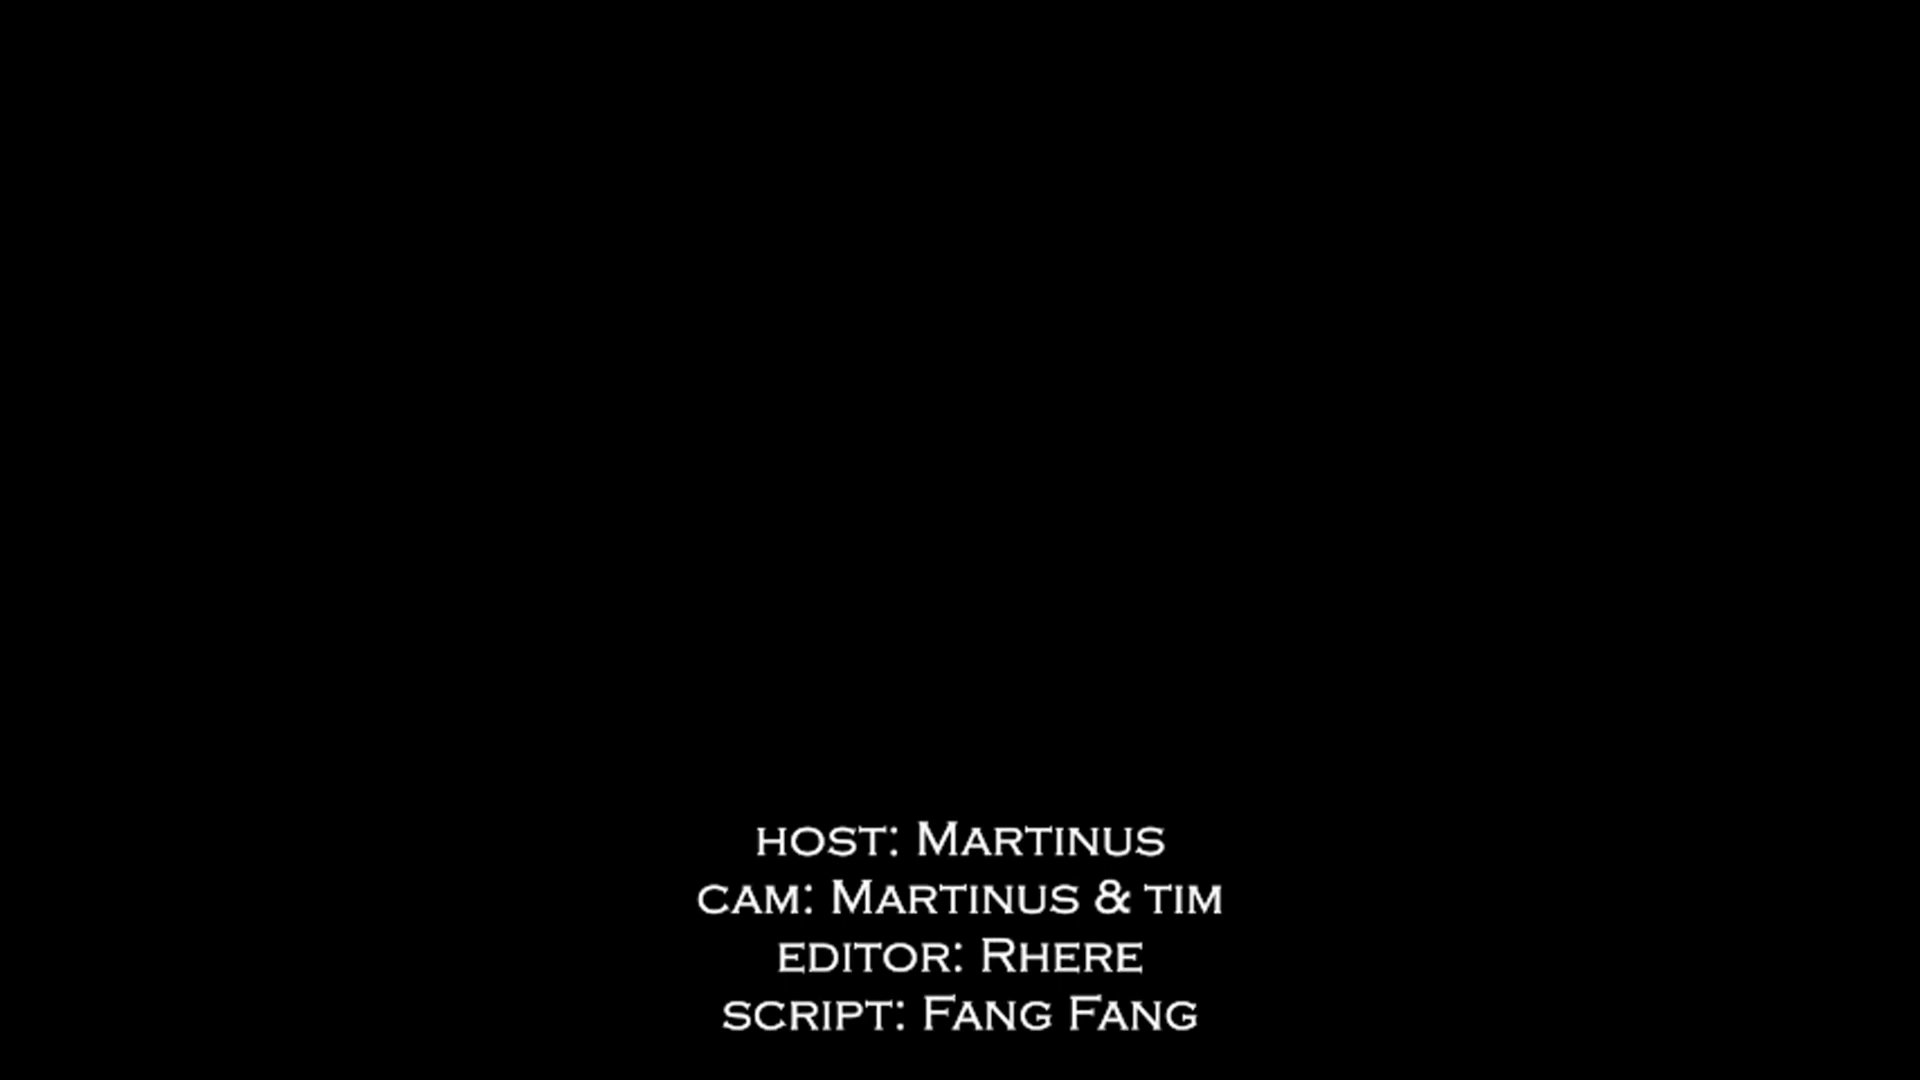 host: Martinus
cam: Martinus & tim
editor: Rhere
script: Fang Fang